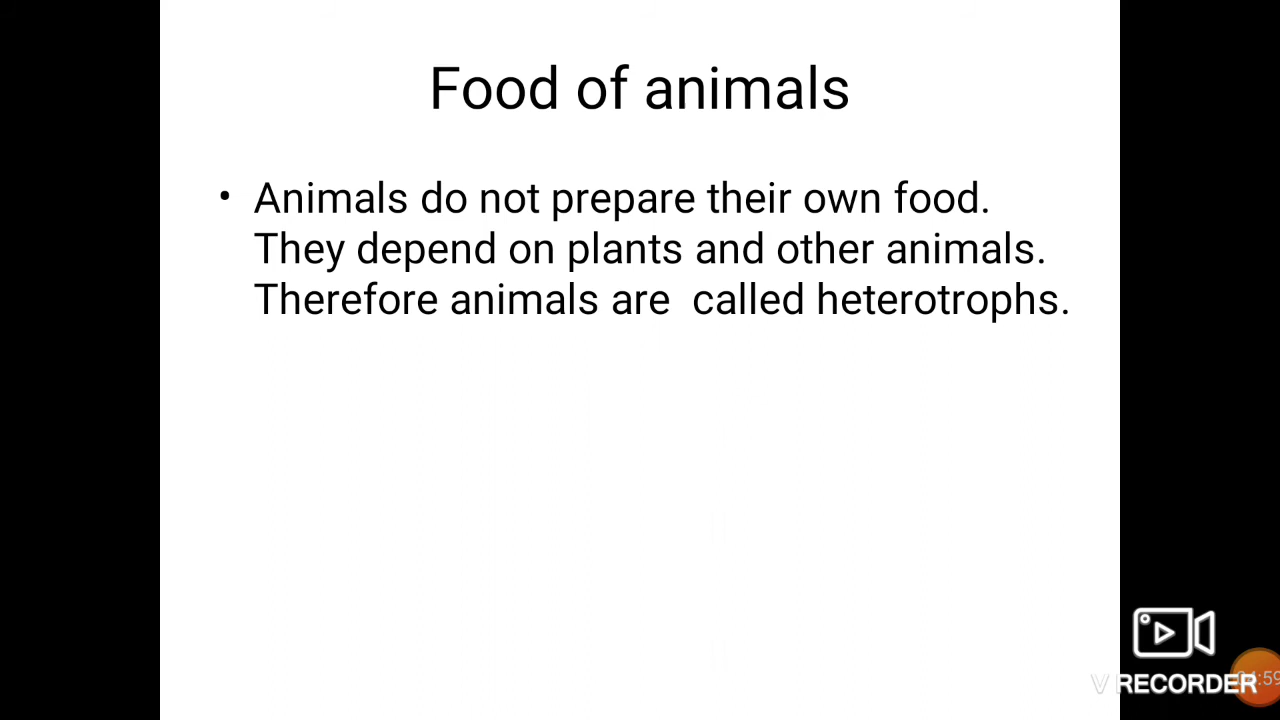 Food of animals
• Animals do not prepare their own food.
They depend on plants and other animals.
Therefore animals are  called heterotrophs.
V RECORDER